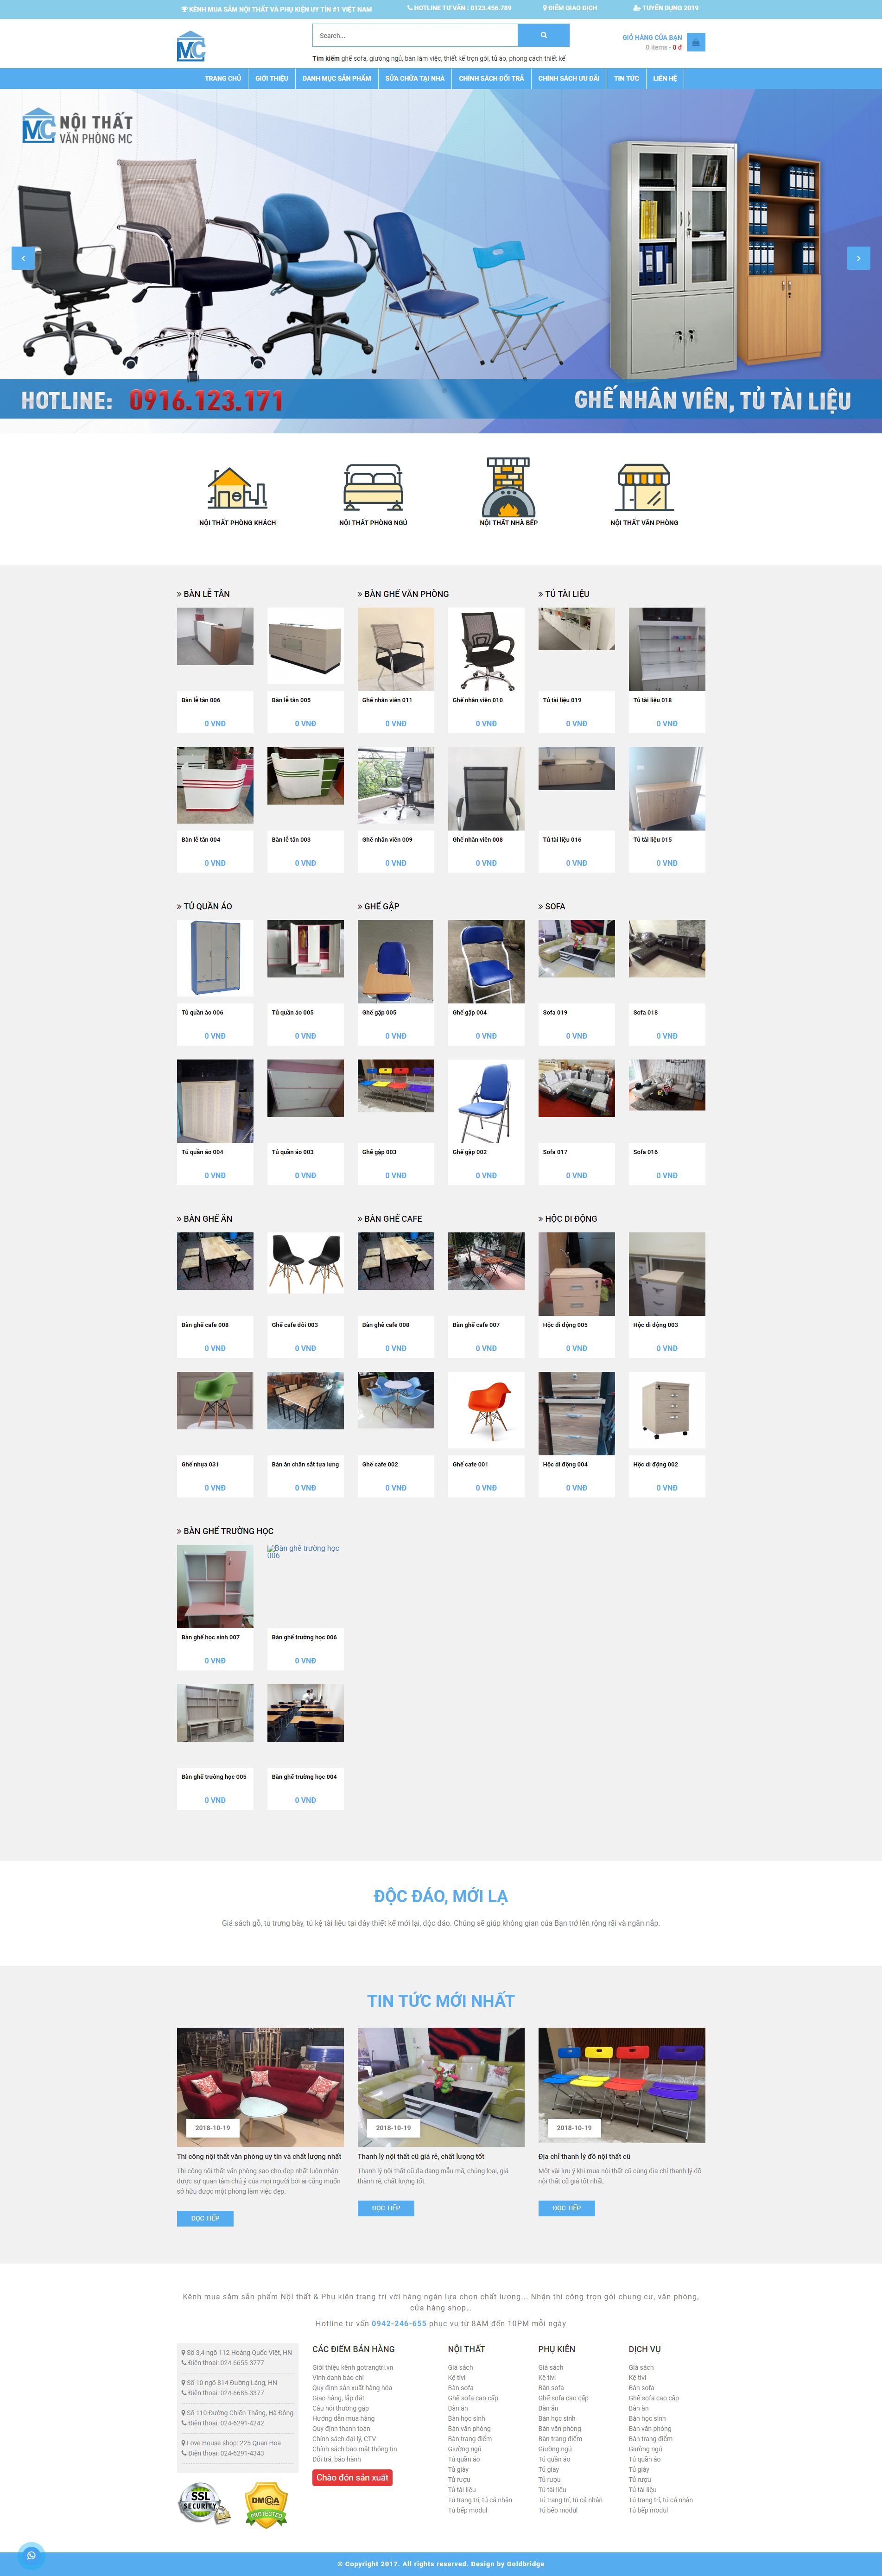 KÊNH MUA SẮM NỘI THẤT VÀ PHỤ KIỆN UY TÍN #1 VIỆT NAM
HOTLINE TƯ VẤN : 0123.456.789
ĐIỂM GIAO DỊCH
TUYỂN DỤNG 2019
MC
Search...
Tìm kiếm ghế sofa, giường ngủ, bàn làm việc, thiết kế trọn gói, tủ áo, phong cách thiết kế
GIỎ HÀNG CỦA BẠN
0 items - 0 đ
TRANG CHỦ
GIỚI THIỆU
DANH MỤC SẢN PHẨM
SỬA CHỮA TẠI NHÀ
CHÍNH SÁCH ĐỔI TRẢ
CHÍNH SÁCH ƯU ĐÃI
TIN TỨC
LIÊN HỆ
MC NỘI THẤT
VĂN PHÒNG MC
HOTLINE: 0916.123.171
GHẾ NHÂN VIÊN, TỦ TÀI LIỆU
NỘI THẤT PHÒNG KHÁCH
NỘI THẤT PHÒNG NGỦ
NỘI THẤT NHÀ BẾP
NỘI THẤT VĂN PHÒNG
BÀN LỄ TÂN
BÀN GHẾ VĂN PHÒNG
TỦ TÀI LIỆU
Bàn lễ tân 006
Bàn lễ tân 005
Ghế nhân viên 011
Ghế nhân viên 010
Tủ tài liệu 019
Tủ tài liệu 018
0 VNĐ
0 VNĐ
0 VNĐ
0 VNĐ
0 VNĐ
0 VNĐ
Bàn lễ tân 004
Bàn lễ tân 003
Ghế nhân viên 009
Ghế nhân viên 008
Tủ tài liệu 016
Tủ tài liệu 015
0 VNĐ
0 VNĐ
0 VNĐ
0 VNĐ
0 VNĐ
0 VNĐ
TỦ QUẦN ÁO
GHẾ GẬP
SOFA
Tủ quần áo 006
Tủ quần áo 005
Ghế gập 005
Ghế gập 004
Sofa 019
Sofa 018
0 VNĐ
0 VNĐ
0 VNĐ
0 VNĐ
0 VNĐ
0 VNĐ
Tủ quần áo 004
Tủ quần áo 003
Ghế gập 003
Ghế gập 002
Sofa 017
Sofa 016
0 VNĐ
0 VNĐ
0 VNĐ
0 VNĐ
0 VNĐ
0 VNĐ
BÀN GHẾ ĂN
BÀN GHẾ CAFE
HỘC DI ĐỘNG
Bàn ghế cafe 008
Ghế cafe đôi 003
Bàn ghế cafe 008
Bàn ghế cafe 007
Hộc di động 005
Hộc di động 003
0 VNĐ
0 VNĐ
0 VNĐ
0 VNĐ
0 VNĐ
0 VNĐ
Ghế nhựa 031
Bàn ăn chân sắt tựa lưng
Ghế cafe 002
Ghế cafe 001
Hộc di động 004
Hộc di động 002
0 VNĐ
0 VNĐ
0 VNĐ
0 VNĐ
0 VNĐ
0 VNĐ
BÀN GHẾ TRƯỜNG HỌC
Bàn ghế trường học
006
Bàn ghế học sinh 007
Bàn ghế trường học 006
0 VNĐ
0 VNĐ
Bàn ghế trường học 005
Bàn ghế trường học 004
0 VNĐ
0 VNĐ
ĐỘC ĐÁO, MỚI LẠ
Giá sách gỗ, tủ trưng bày, tủ kệ tài liệu tại đây thiết kế mới lại, độc đáo. Chúng sẽ giúp không gian của Bạn trở lên rộng rãi và ngăn nắp.
TIN TỨC MỚI NHẤT
2018-10-19
2018-10-19
2018-10-19
Thi công nội thất văn phòng uy tín và chất lượng nhất
Thi công nội thất văn phòng sao cho đẹp nhất luôn nhận
được sự quan tâm chú ý của mọi người bởi ai cũng muốn
sở hữu được một phòng làm việc đẹp.
ĐỌC TIẾP
Thanh lý nội thất cũ giá rẻ, chất lượng tốt
Thanh lý nội thất cũ đa dạng mẫu mã, chủng loại, giá
thành rẻ, chất lượng tốt.
ĐỌC TIẾP
Địa chỉ thanh lý đồ nội thất cũ
Một vài lưu ý khi mua nội thất cũ cùng địa chỉ thanh lý đồ
nội thất cũ giá tốt nhất.
ĐỌC TIẾP
Kênh mua sắm sản phẩm Nội thất & Phụ kiện trang trí với hàng ngàn lựa chọn chất lượng... Nhận thi công trọn gói chung cư, văn phòng,
cửa hàng shop...
Hotline tư vấn 0942-246-655 phục vụ từ 8AM đến 10PM mỗi ngày
Số 3,4 ngõ 112 Hoàng Quốc Việt, HN
Điện thoại: 024-6655-3777
Số 10 ngõ 814 Đường Láng, HN
Điện thoại: 024-6685-3377
Số 110 Đường Chiến Thắng, Hà Đông
Điện thoại: 024-6291-4242
Love House shop: 225 Quan Hoa
Điện thoại: 024-6291-4343
SSL
SECURITY
DMCA
PROTECTED
CÁC ĐIỂM BÁN HÀNG
Giới thiệu kênh gotrangtri.vn
Vinh danh báo chí
Quy định sản xuất hàng hóa
Giao hàng, lắp đặt
Câu hỏi thường gặp
Hướng dẫn mua hàng
Quy định thanh toán
Chính sách đại lý, CTV
Chính sách bảo mật thông tin
Đổi trả, bảo hành
Chào đón sản xuất
NỘI THẤT
Giá sách
Kệ tivi
Bàn sofa
Ghế sofa cao cấp
Bàn ăn
Bàn học sinh
Bàn văn phòng
Bàn trang điểm
Giường ngủ
Tủ quần áo
Tủ giày
Tủ rượu
Tủ tài liệu
Tủ trang trí, tủ cá nhân
Tủ bếp modul
PHỤ KIỆN
Giá sách
Kệ tivi
Bàn sofa
Ghế sofa cao cấp
Bàn ăn
Bàn học sinh
Bàn văn phòng
Bàn trang điểm
Giường ngủ
Tủ quần áo
Tủ giày
Tủ rượu
Tủ tài liệu
Tủ trang trí, tủ cá nhân
Tủ bếp modul
DỊCH VỤ
Giá sách
Kệ tivi
Bàn sofa
Ghế sofa cao cấp
Bàn ăn
Bàn học sinh
Bàn văn phòng
Bàn trang điểm
Giường ngủ
Tủ quần áo
Tủ giày
Tủ rượu
Tủ tài liệu
Tủ trang trí, tủ cá nhân
Tủ bếp modul
© Copyright 2017. All rights reserved. Design by Goldbridge